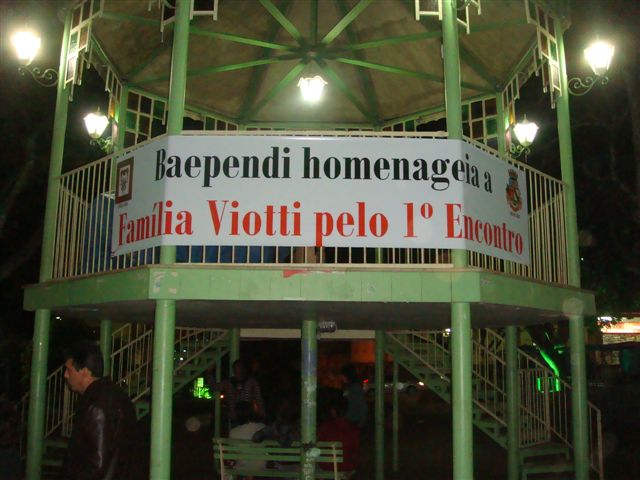 Baependi homenageia a
Família Viotti pelo 1º Encontro